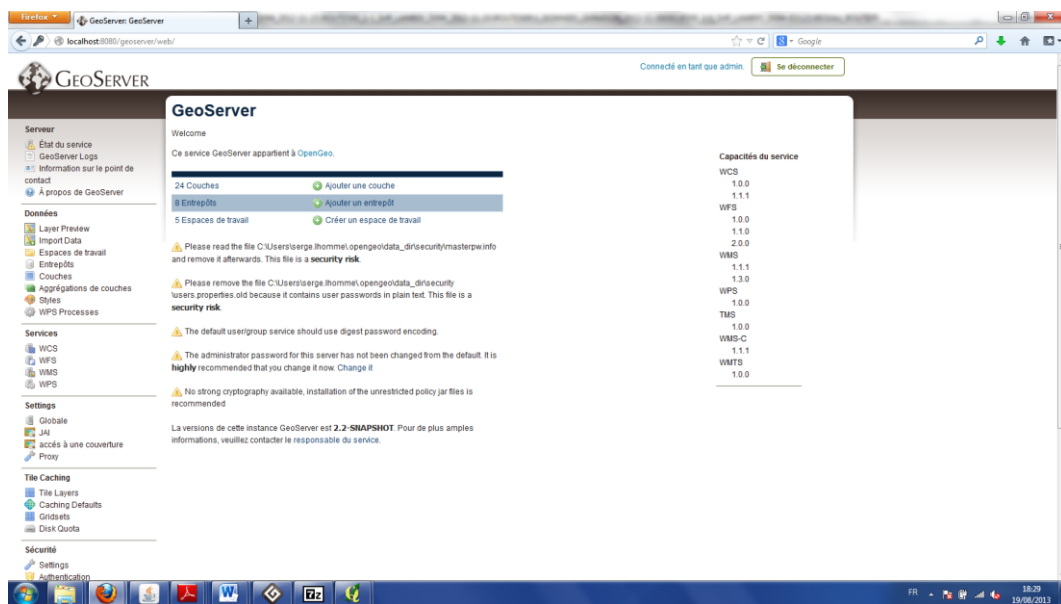 Firefox
GeoServer: GeoServer
localhost:8080/geoserver/web/
Google
GEOSERVER
Connecté en tant que admin.
Se déconnecter
Serveur
État du service
GeoServer Logs
Information sur le point de
contact
À propos de GeoServer
Données
Layer Preview
Import Data
Espaces de travail
Entrepôts
Couches
Aggrégations de couches
Styles
WPS Processes
Services
WCS
WFS
WMS
WPS
Settings
Globale
JAI
accés à une couverture
Proxy
Tile Caching
Tile Layers
Caching Defaults
Gridsets
Disk Quota
Sécurité
Settings
Authentication
GeoServer
Welcome
Ce service GeoServer appartient à OpenGeo.
24 Couches Ajouter une couche
8 Entrepôts Ajouter un entrepôt
5 Espaces de travail Créer un espace de travail
Please read the file C:\Users\serge.lhomme\.opengeo\data_dir\security\masterpw.info
and remove it afterwards. This file is a security risk.
Please remove the file C:\Users\serge.lhomme\.opengeo\data_dir\security
\users.properties.old because it contains user passwords in plain text. This file is a
security risk.
The default user/group service should use digest password encoding.
The administrator password for this server has not been changed from the default. It is
highly recommended that you change it now. Change it
No strong cryptography available, installation of the unrestricted policy jar files is
recommended
La versions de cette instance GeoServer est 2.2-SNAPSHOT. Pour de plus amples
informations, veuillez contacter le responsable du service.
Capacités du service
WCS
1.0.0
1.1.1
WFS
1.0.0
1.1.0
2.0.0
WMS
1.1.1
1.3.0
WPS
1.0.0
TMS
1.0.0
WMS-C
1.1.1
WMTS
1.0.0
FR
18:29
19/08/2013